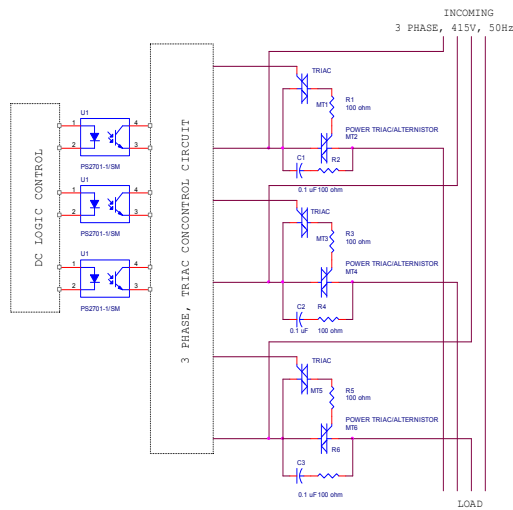 INCOMING
3 PHASE, 415V, 50Hz
TRIAC
MT1
R1
100 ohm
POWER TRIAC/ALTERNISTOR
MT2
C1
R2
0.1 uF 100 ohm
U1
1
4
2
3
PS2701-1/SM
U1
1
4
2
3
PS2701-1/SM
U1
1
4
2
3
PS2701-1/SM
DC LOGIC CONTROL
3 PHASE, TRIAC CONCONTROL CIRCUIT
TRIAC
MT3
R3
100 ohm
POWER TRIAC/ALTERNISTOR
MT4
C2
R4
0.1 uF
100 ohm
TRIAC
MT5
R5
100 ohm
POWER TRIAC/ALTERNISTOR
MT6
R6
C3
0.1 uF 100 ohm
LOAD